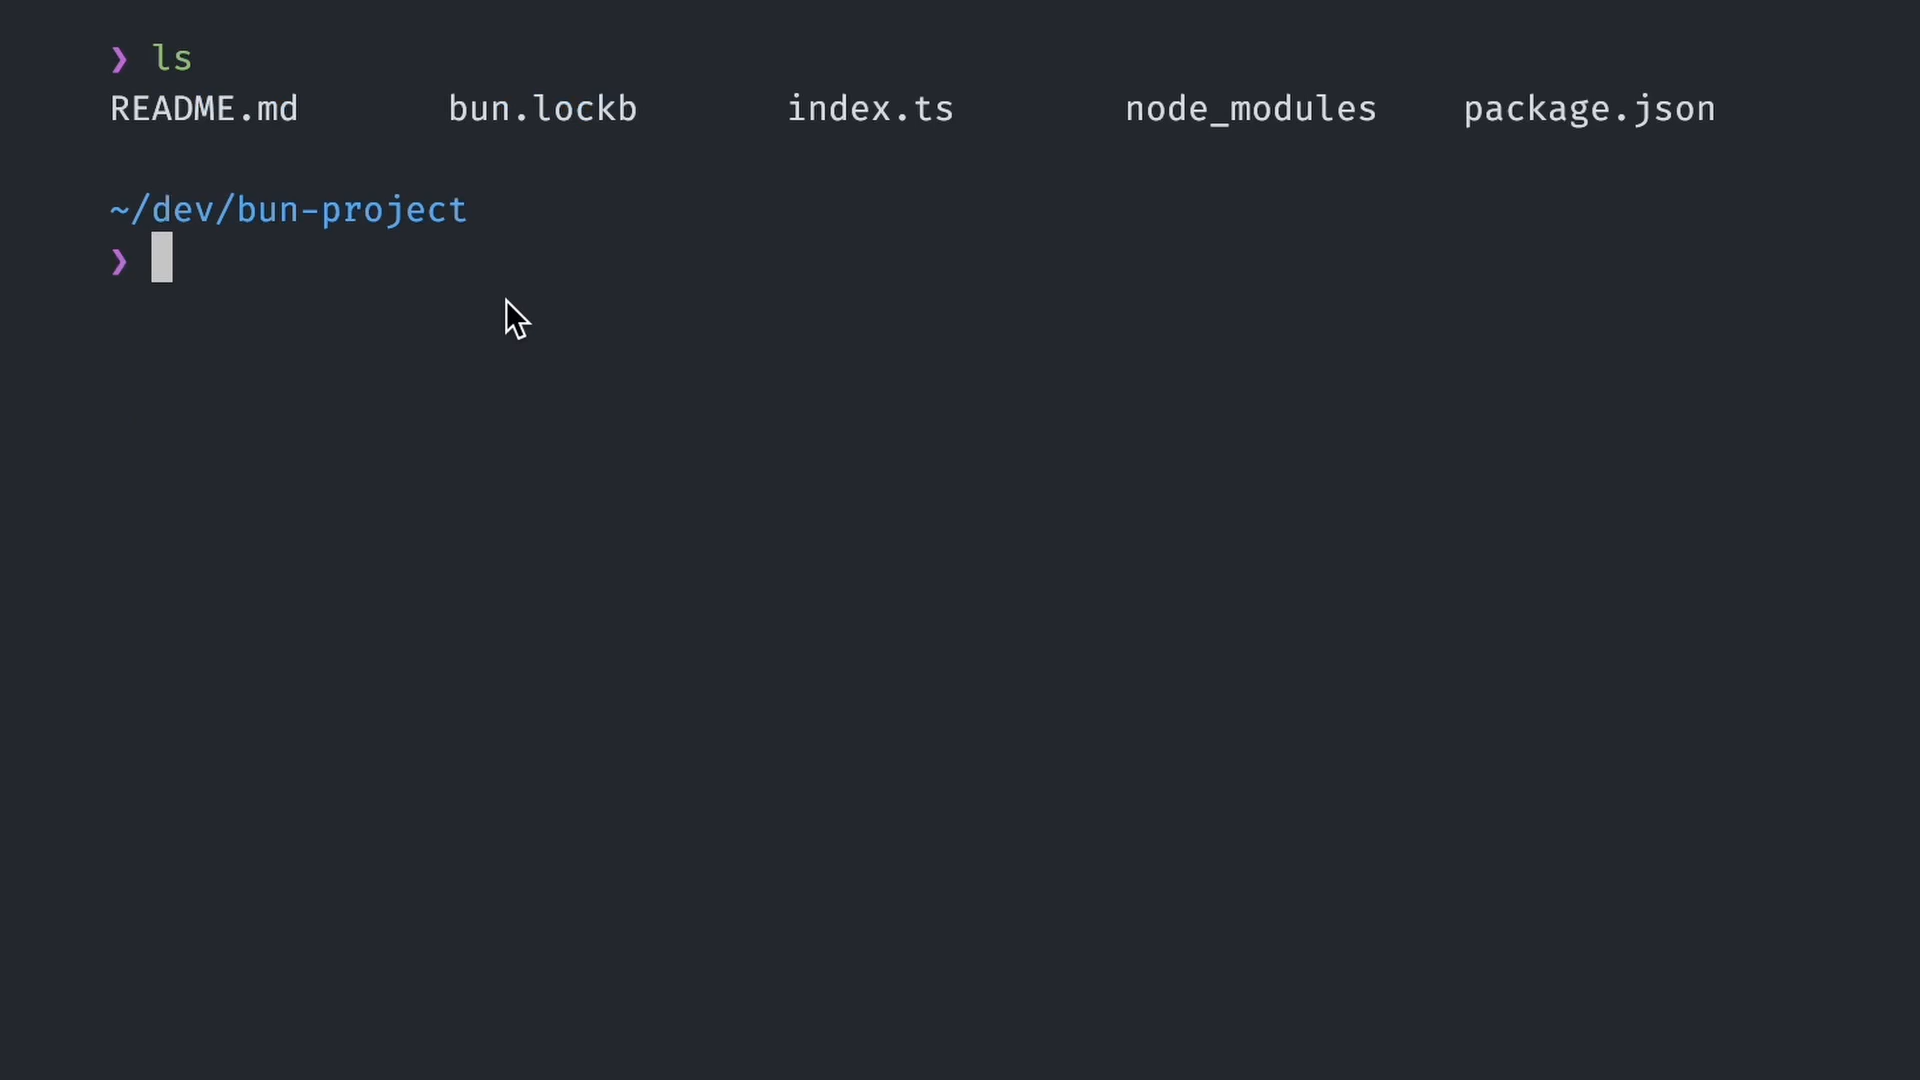 ❯ ls
README.md bun.lockb index.ts node_modules package.json
~/dev/bun-project
❯